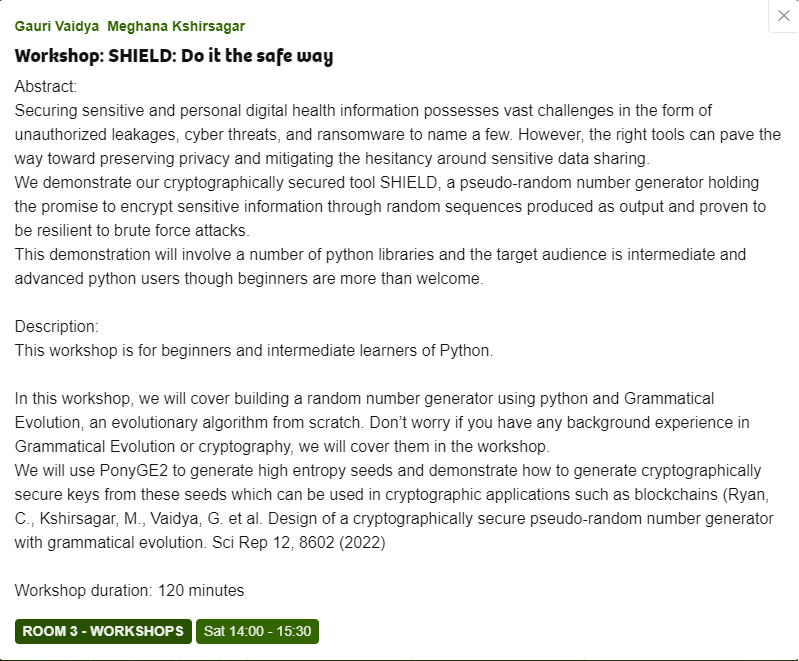 Gauri Vaidya  Meghana Kshirsagar
Workshop: SHIELD: Do it the safe way
Abstract:
Securing sensitive and personal digital health information possesses vast challenges in the form of
unauthorized leakages, cyber threats, and ransomware to name a few. However, the right tools can pave the
way toward preserving privacy and mitigating the hesitancy around sensitive data sharing.
We demonstrate our cryptographically secured tool SHIELD, a pseudo-random number generator holding
the promise to encrypt sensitive information through random sequences produced as output and proven to
be resilient to brute force attacks.
This demonstration will involve a number of python libraries and the target audience is intermediate and
advanced python users though beginners are more than welcome.
Description:
This workshop is for beginners and intermediate learners of Python.
In this workshop, we will cover building a random number generator using python and Grammatical
Evolution, an evolutionary algorithm from scratch. Don’t worry if you have any background experience in
Grammatical Evolution or cryptography, we will cover them in the workshop.
We will use PonyGE2 to generate high entropy seeds and demonstrate how to generate cryptographically
secure keys from these seeds which can be used in cryptographic applications such as blockchains (Ryan,
C., Kshirsagar, M., Vaidya, G. et al. Design of a cryptographically secure pseudo-random number generator
with grammatical evolution. Sci Rep 12, 8602 (2022)
Workshop duration: 120 minutes
ROOM 3 - WORKSHOPS Sat 14:00 - 15:30